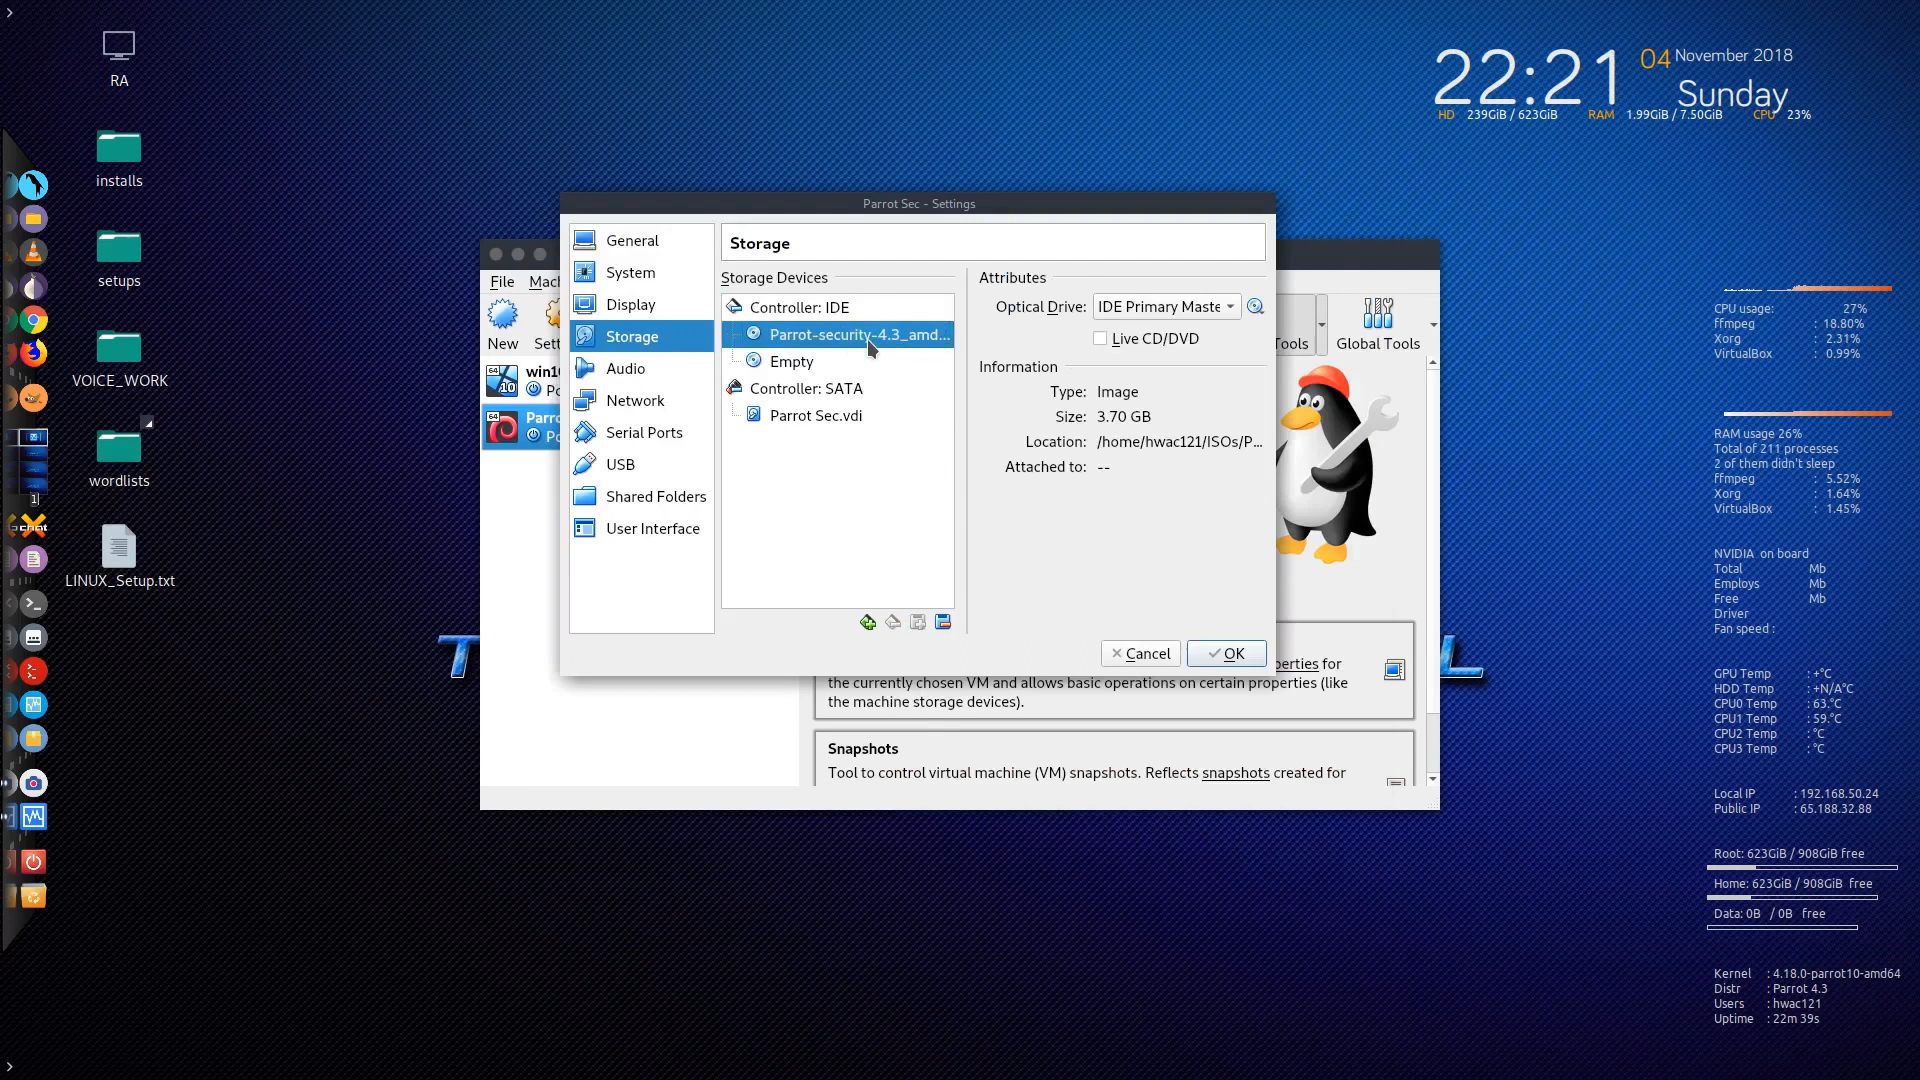 >
RA
installs
setups
VOICE_WORK
wordlists
LINUX_Setup.txt
1
22:21
04 November 2018
Sunday
HD 239GiB / 623GiB RAM 1.99GiB / 7.50GiB CPU 23%
Parrot Sec - Settings
General
System
Display
Storage
Audio
Network
Serial Ports
USB
Shared Folders
User Interface
Storage
Storage Devices
Controller: IDE
Parrot-security-4.3_amd...
Empty
Controller: SATA
Parrot Sec.vdi
Attributes
Optical Drive: IDE Primary Maste
Live CD/DVD
Information
Type: Image
Size: 3.70 GB
Location: /home/hwac121/ISOs/P...
Attached to: --
Cancel
OK
File Mach
New Sett
64
10
win10
Po
64
Parro
Po
Tools
Global Tools
T
L
perties for
the currently chosen VM and allows basic operations on certain properties (like
the machine storage devices).
Snapshots
Tool to control virtual machine (VM) snapshots. Reflects snapshots created for
CPU usage: 27%
ffmpeg : 18.80%
Xorg : 2.31%
VirtualBox : 0.99%
RAM usage 26%
Total of 211 processes
2 of them didn't sleep
ffmpeg : 5.52%
Xorg : 1.64%
VirtualBox : 1.45%
NVIDIA on board
Total Mb
Employs Mb
Free Mb
Driver
Fan speed :
GPU Temp : +°C
HDD Temp : +N/A°C
CPU0 Temp : 63.°C
CPU1 Temp : 59.°C
CPU2 Temp : °C
CPU3 Temp : °C
Local IP : 192.168.50.24
Public IP : 65.188.32.88
Root: 623GiB / 908GiB free
Home: 623GiB / 908GiB free
Data: 0B / 0B free
Kernel : 4.18.0-parrot10-amd64
Distr : Parrot 4.3
Users : hwac121
Uptime : 22m 39s
>